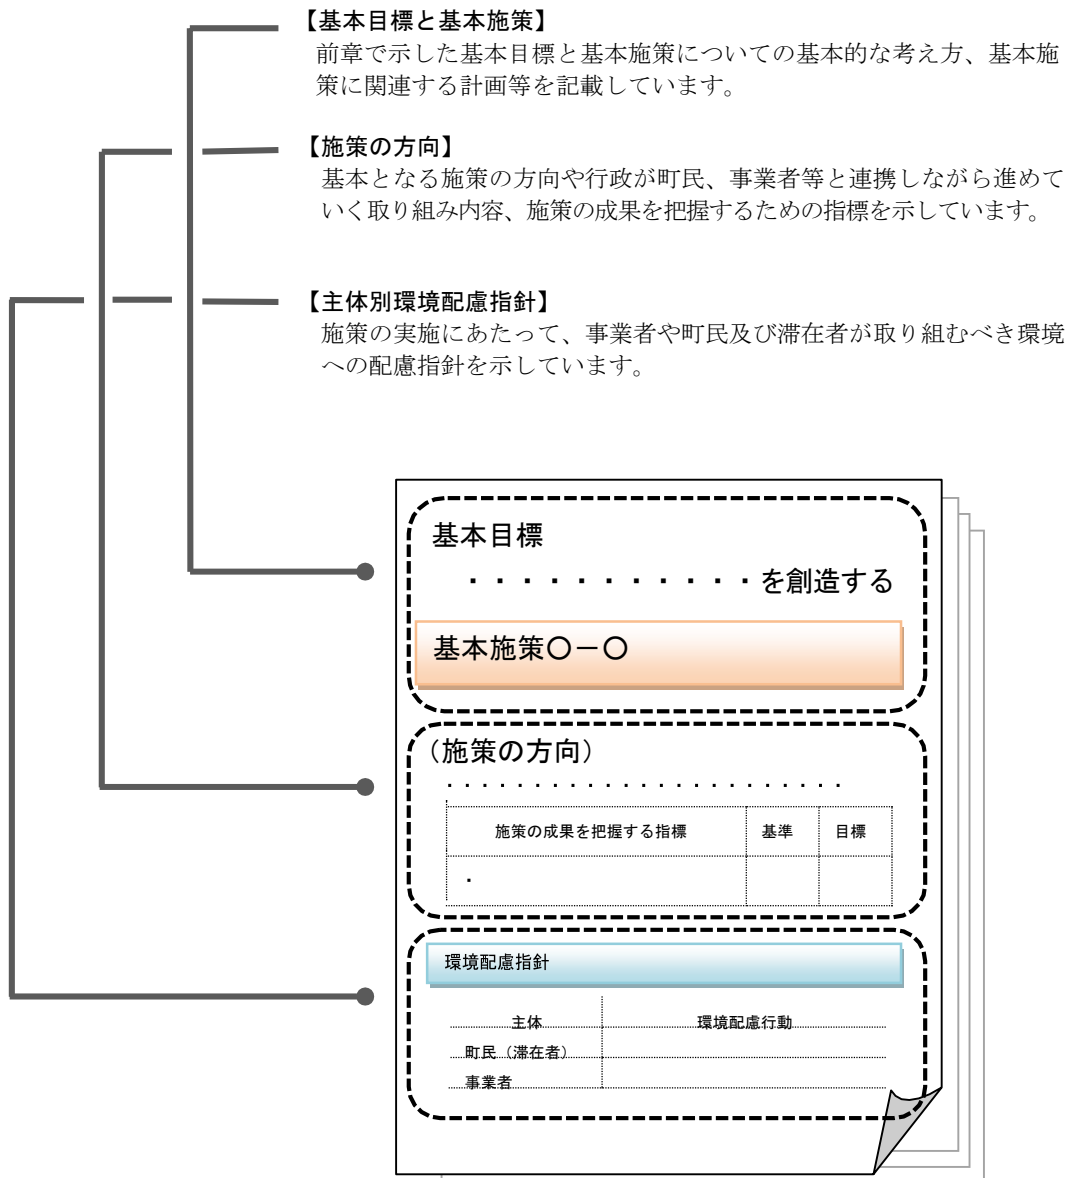 【基本目標と基本施策】
前章で示した基本目標と基本施策についての基本的な考え方、基本施
策に関連する計画等を記載しています。
【施策の方向】
基本となる施策の方向や行政が町民、事業者等と連携しながら進めて
いく取り組み内容、施策の成果を把握するための指標を示しています。
【主体別環境配慮指針】
施策の実施にあたって、事業者や町民及び滞在者が取り組むべき環境
への配慮指針を示しています。
基本目標
・・・・・・・・・・・を創造する
基本施策〇－〇
（施策の方向）
・・・・・・・・・・・・・・・・・・・・・・
施策の成果を把握する指標 基準 目標
・
環境配慮指針
主体 環境配慮行動
町民（滞在者）
事業者